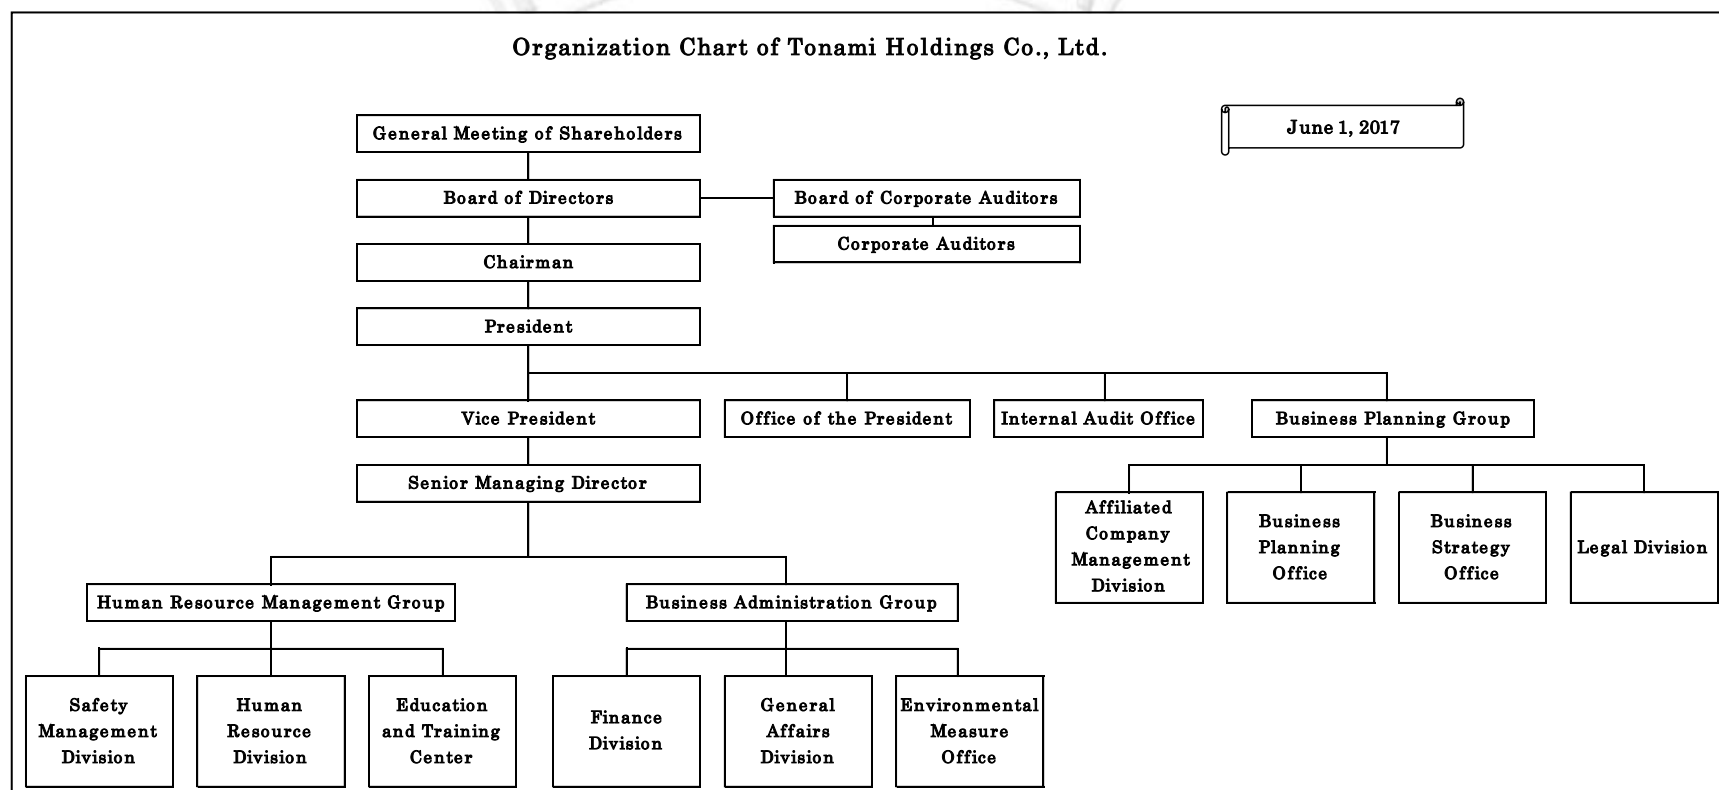 Organization Chart of Tonami Holdings Co., Ltd.
June 1, 2017
General Meeting of Shareholders
Board of Directors
Board of Corporate Auditors
Corporate Auditors
Chairman
President
Vice President
Office of the President
Internal Audit Office
Business Planning Group
Senior Managing Director
Affiliated
Company
Management
Division
Business
Planning
Office
Business
Strategy
Office
Legal Division
Human Resource Management Group
Business Administration Group
Safety
Management
Division
Human
Resource
Division
Education
and Training
Center
Finance
Division
General
Affairs
Division
Environmental
Measure
Office